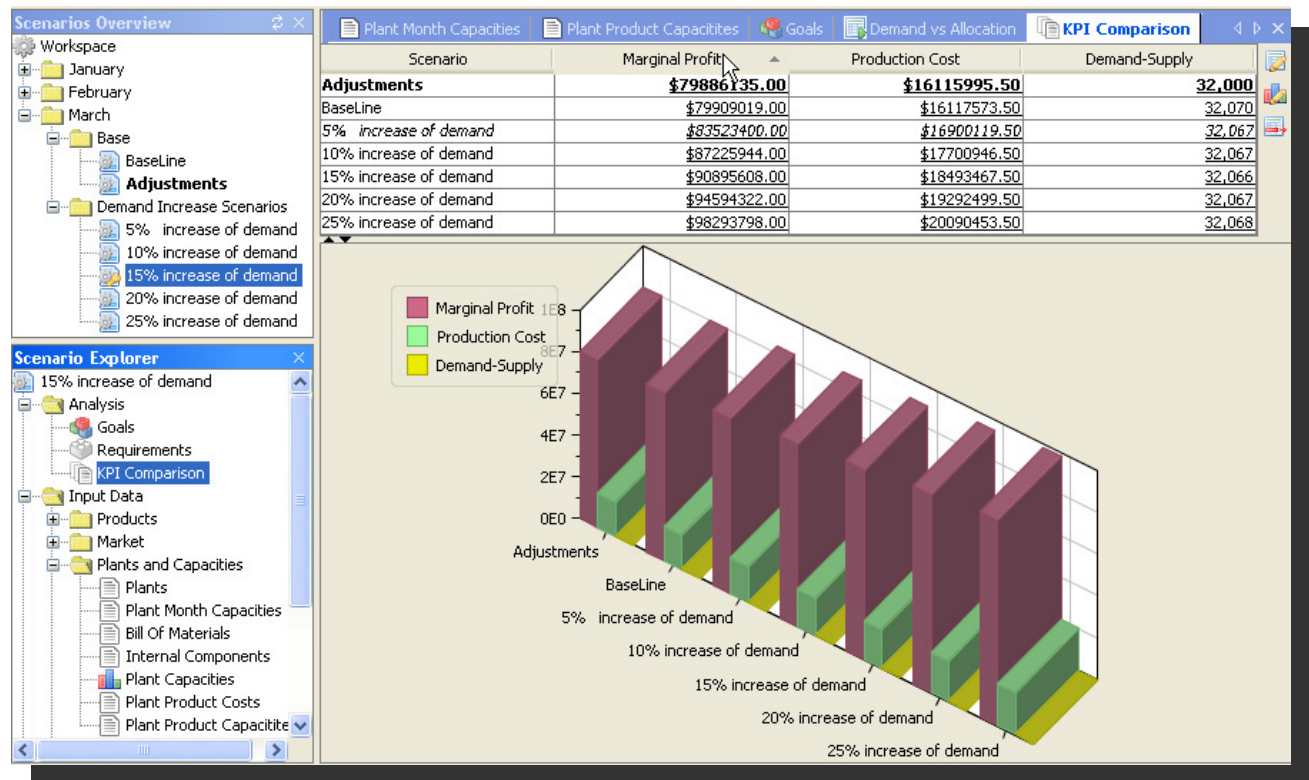 Scenarios Overview
Workspace
January
February
March
Base
BaseLine
Adjustments
Demand Increase Scenarios
5% increase of demand
10% increase of demand
15% increase of demand
20% increase of demand
25% increase of demand
Scenario Explorer
15% increase of demand
Analysis
Goals
Requirements
KPI Comparison
Input Data
Products
Market
Plants and Capacities
Plants
Plant Month Capacities
Bill Of Materials
Internal Components
Plant Capacities
Plant Product Costs
Plant Product Capacitite
Plant Month Capacities Plant Product Capacitites Goals Demand vs Allocation KPI Comparison
Scenario Marginal Profit Production Cost Demand-Supply
Adjustments $79886135.00 $16115995.50 32,000
BaseLine $79909019.00 $16117573.50 32,070
5% increase of demand $83523400.00 $16900119.50 32,067
10% increase of demand $87225944.00 $17700946.50 32,067
15% increase of demand $90895608.00 $18493467.50 32,066
20% increase of demand $94594322.00 $19292499.50 32,067
25% increase of demand $98293798.00 $20090453.50 32,068
Marginal Profit
Production Cost
Demand-Supply
1E8
8E7
6E7
4E7
2E7
0E0
Adjustments
BaseLine
5% increase of demand
10% increase of demand
15% increase of demand
20% increase of demand
25% increase of demand